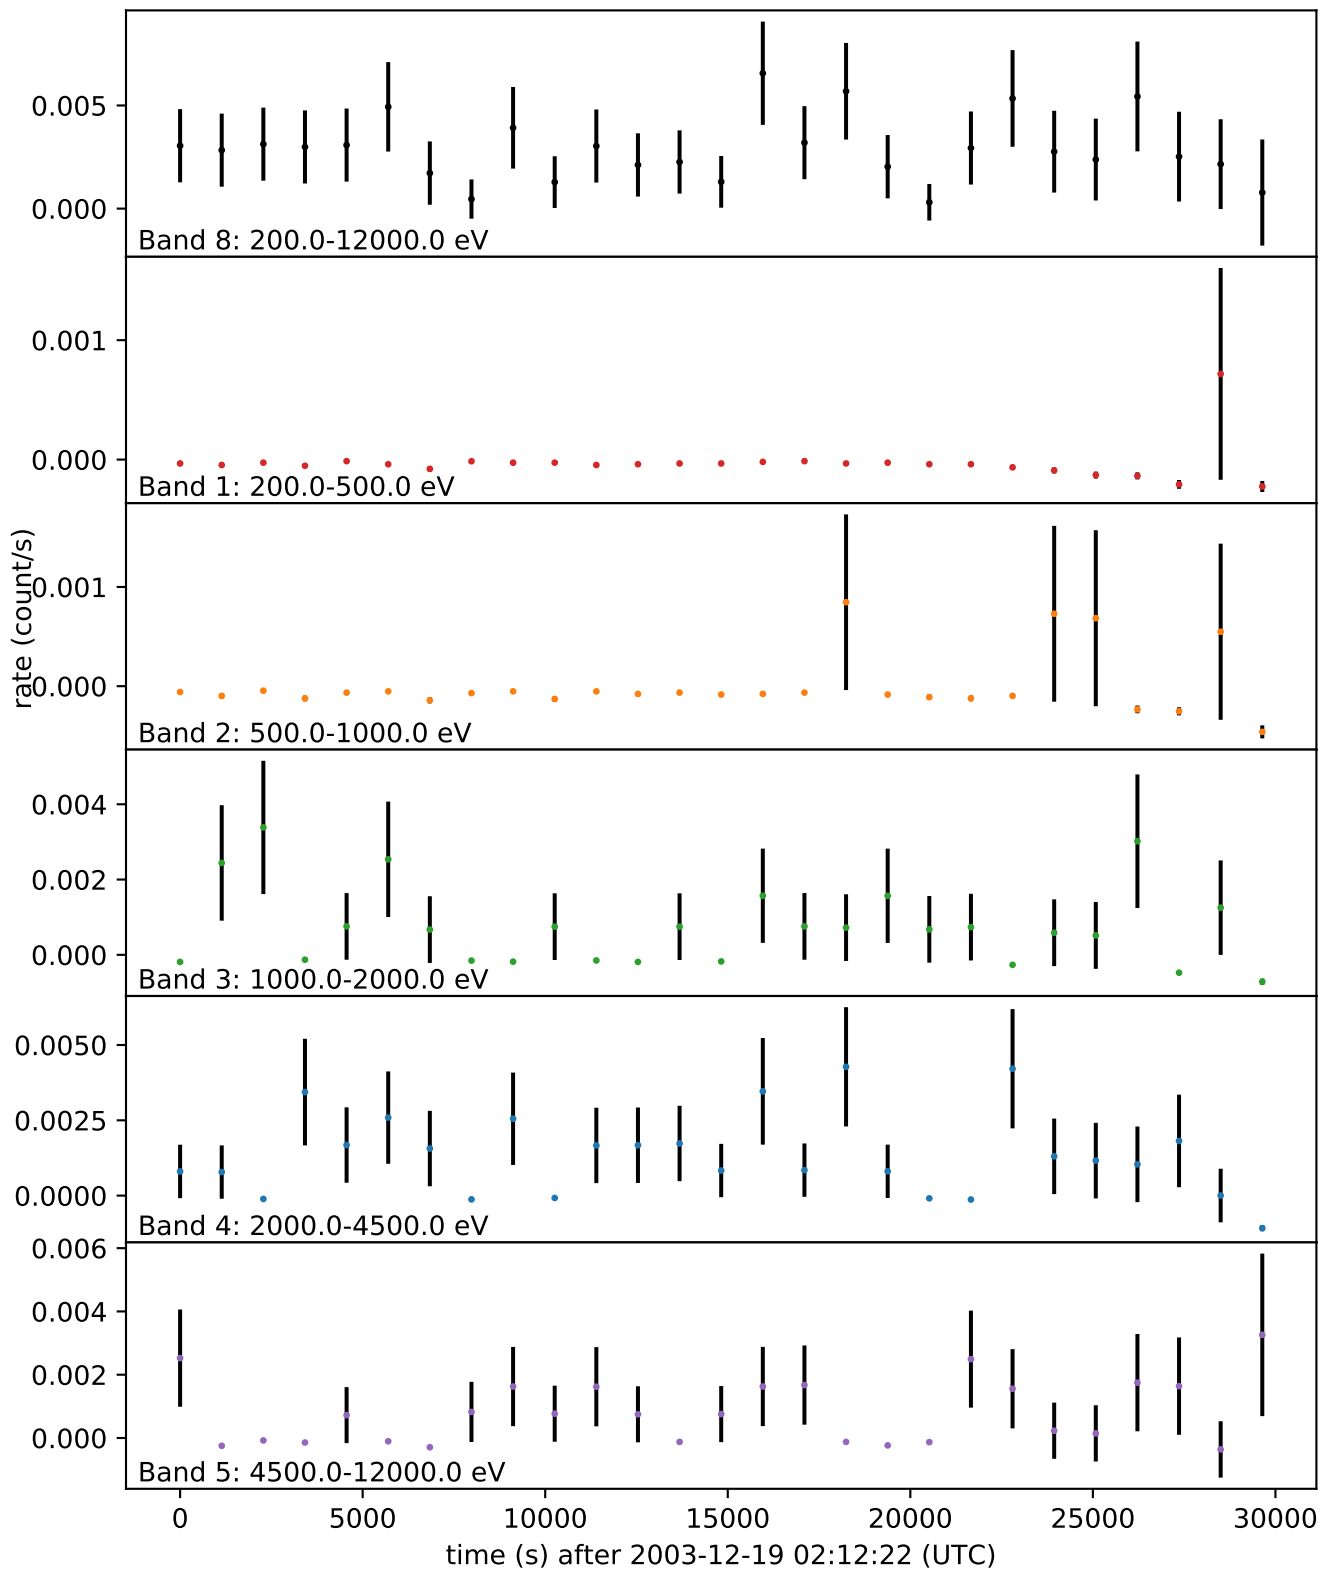 0.005
0.000
Band 8: 200.0-12000.0 eV
0.001
0.000
Band 1: 200.0-500.0 eV
0.001
0.000
Band 2: 500.0-1000.0 eV
rate (count/s)
0.004
0.002
0.000
Band 3: 1000.0-2000.0 eV
0.0050
0.0025
0.0000
Band 4: 2000.0-4500.0 eV
0.006
0.004
0.002
0.000
Band 5: 4500.0-12000.0 eV
0 5000 10000 15000 20000 25000 30000
time (s) after 2003-12-19 02:12:22 (UTC)